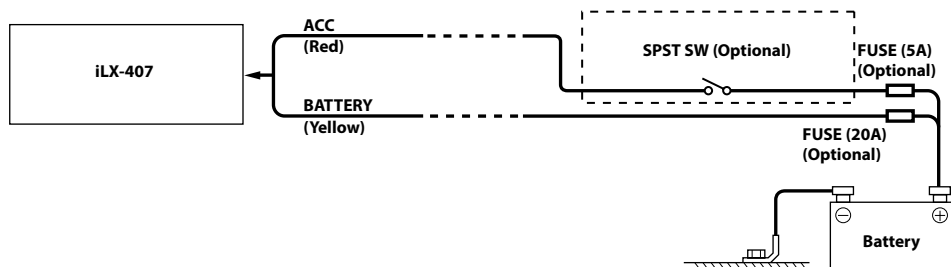 iLX-407
ACC
(Red)
BATTERY
(Yellow)
SPST SW (Optional)
FUSE (5A)
(Optional)
FUSE (20A)
(Optional)
Battery